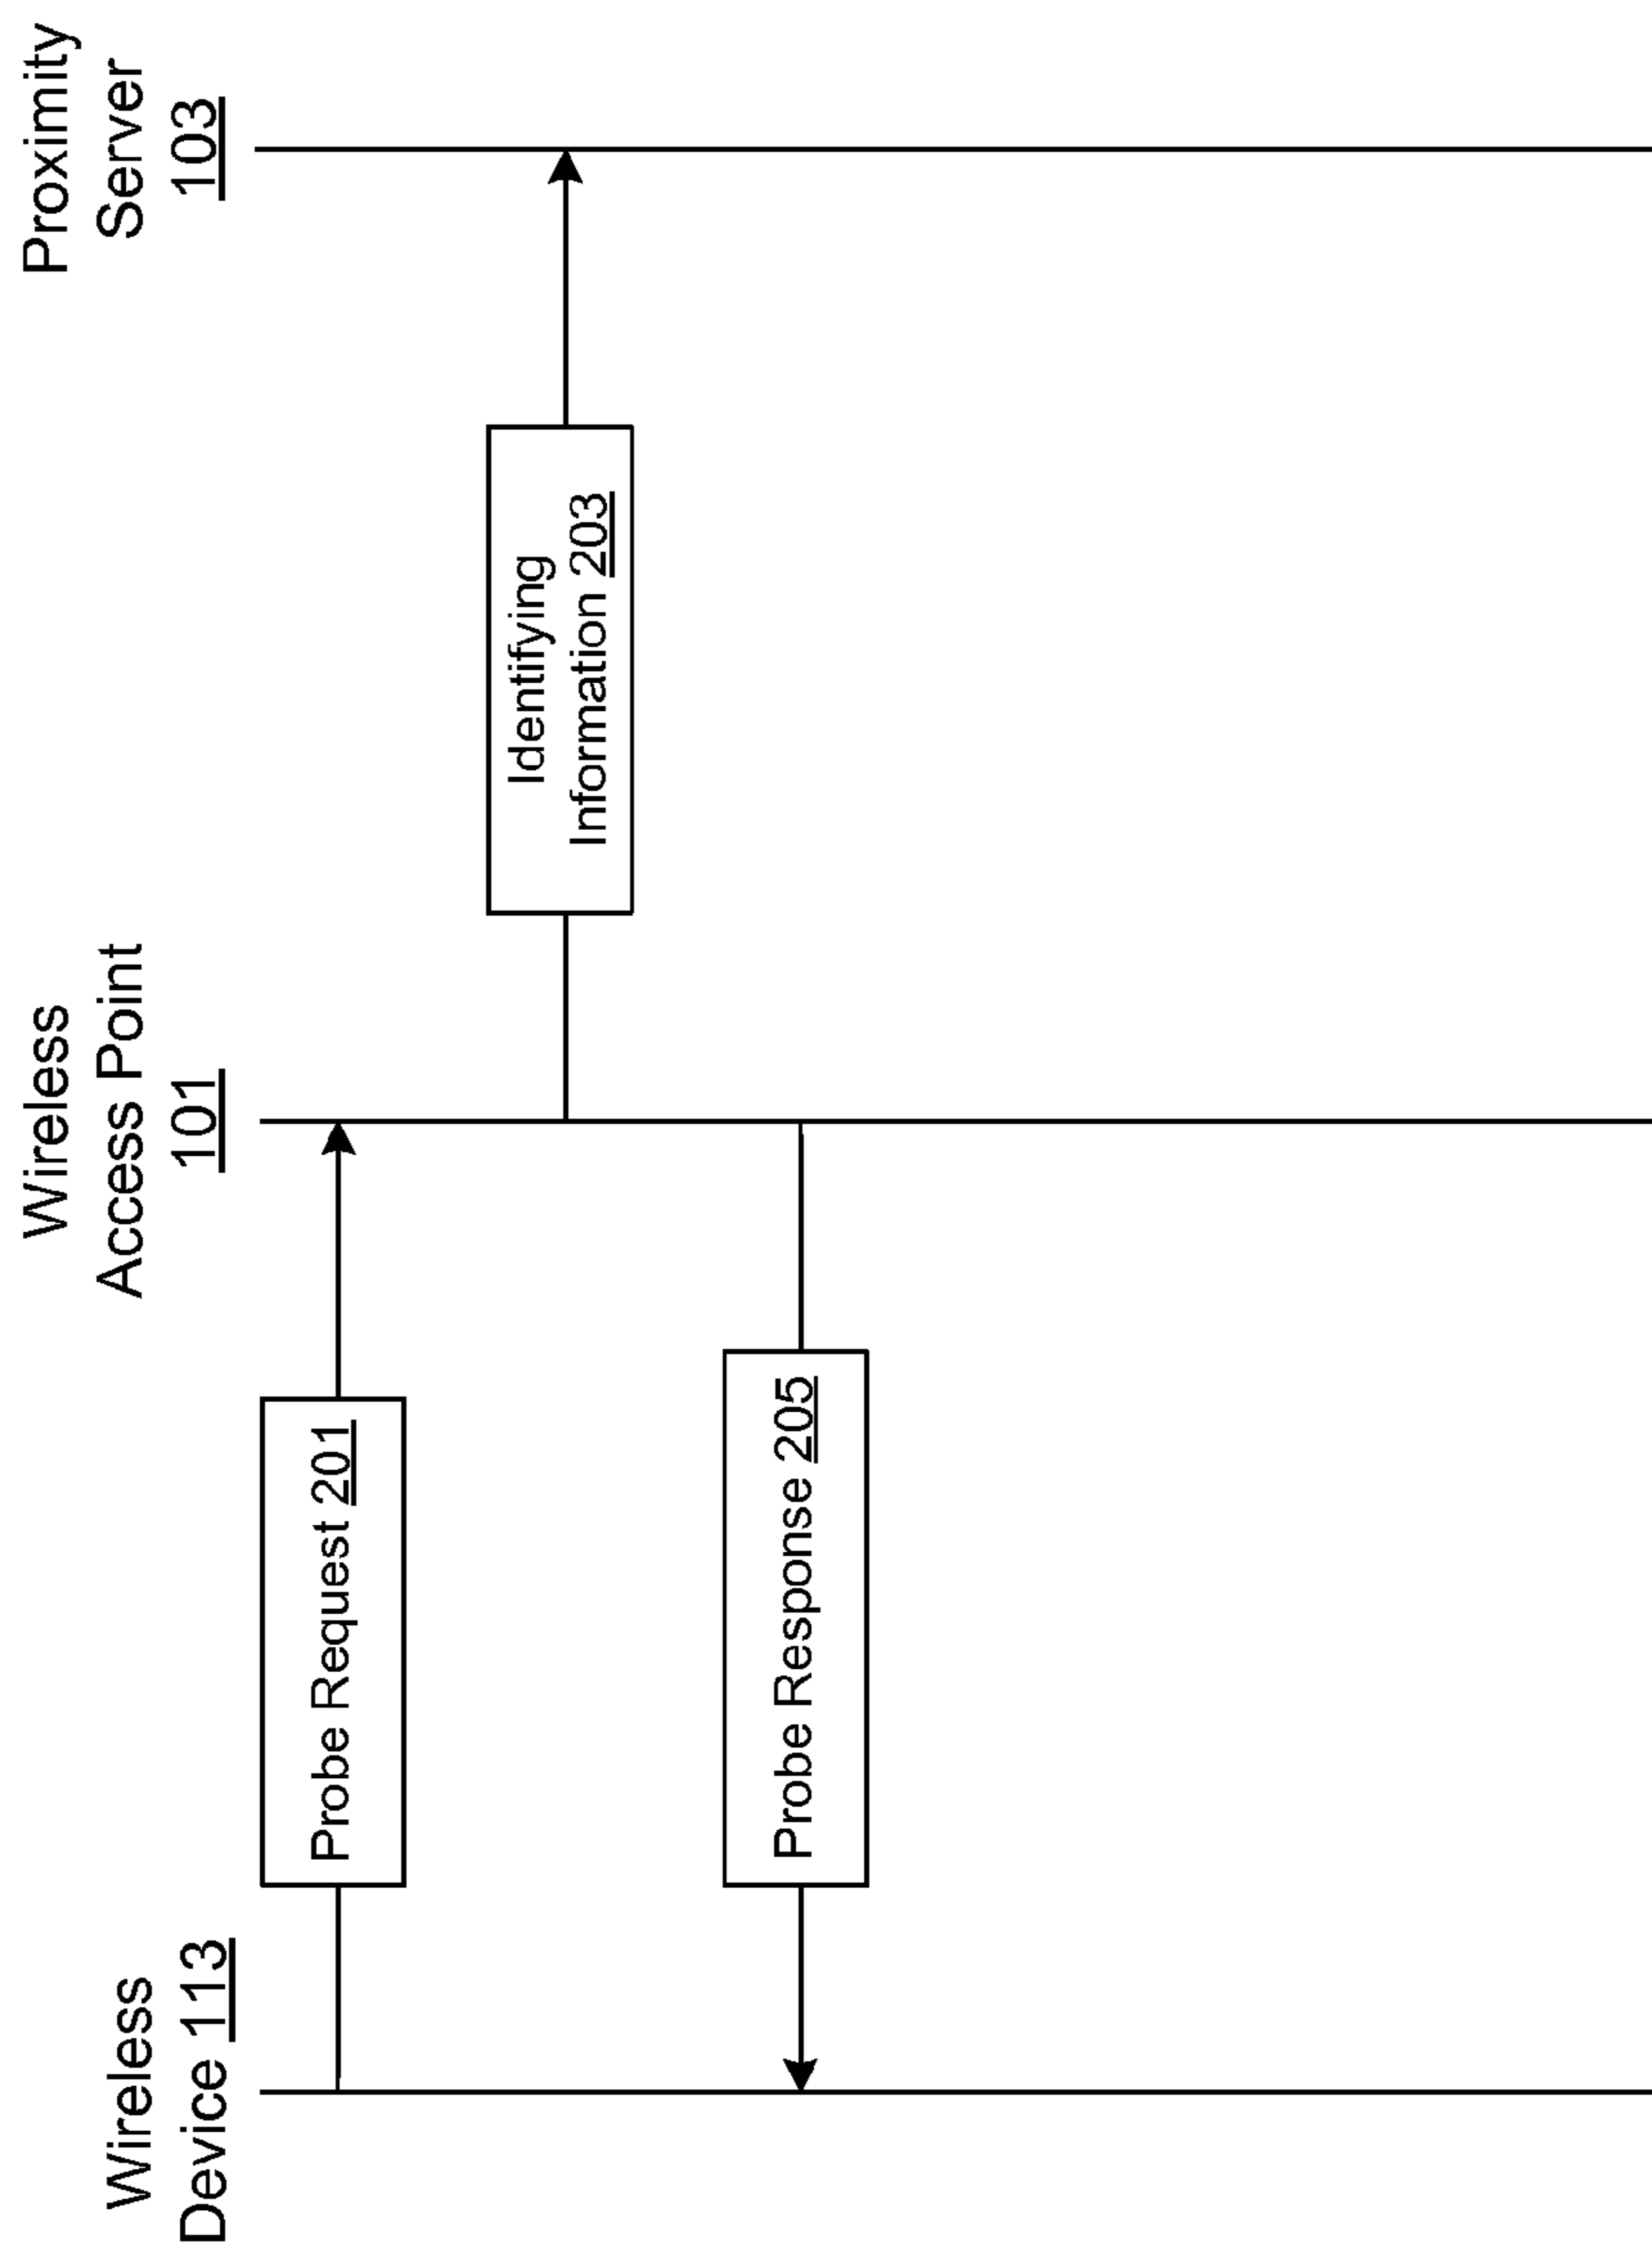 Wireless
Device 113
Wireless
Access Point
101
Proximity
Server
103
Probe Request 201
Identifying
Information 203
Probe Response 205